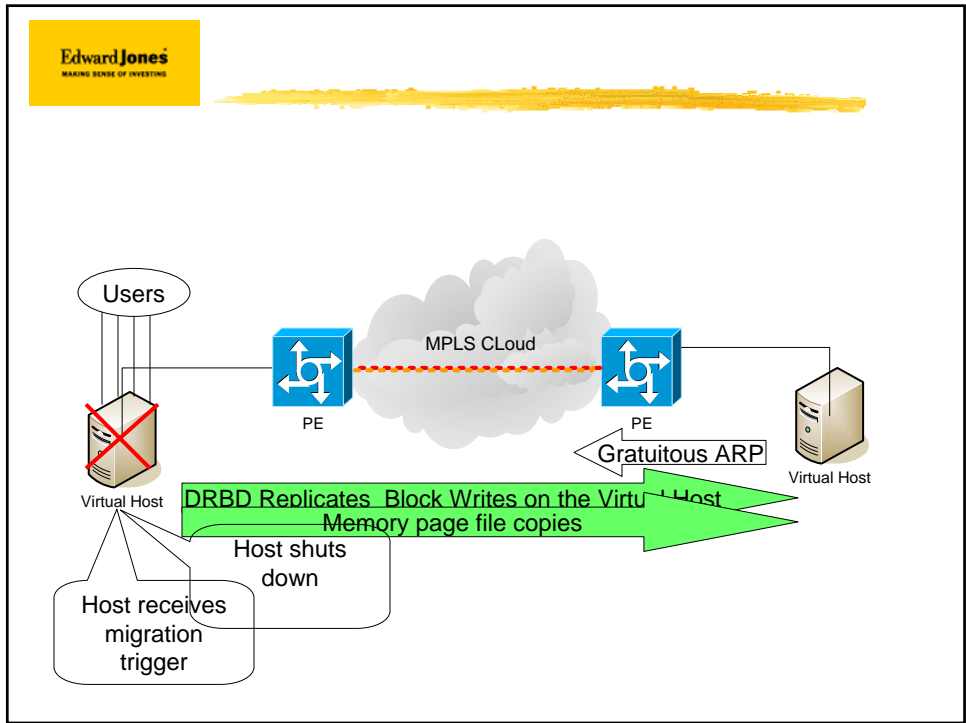 Edward Jones
MAKING SENSE OF INVESTING
Users
MPLS CLoud
PE
PE
Gratuitous ARP
Virtual Host
Virtual Host
DRBD Replicates Block Writes on the Virtual Host
Memory page file copies
Host shuts
down
Host receives
migration
trigger